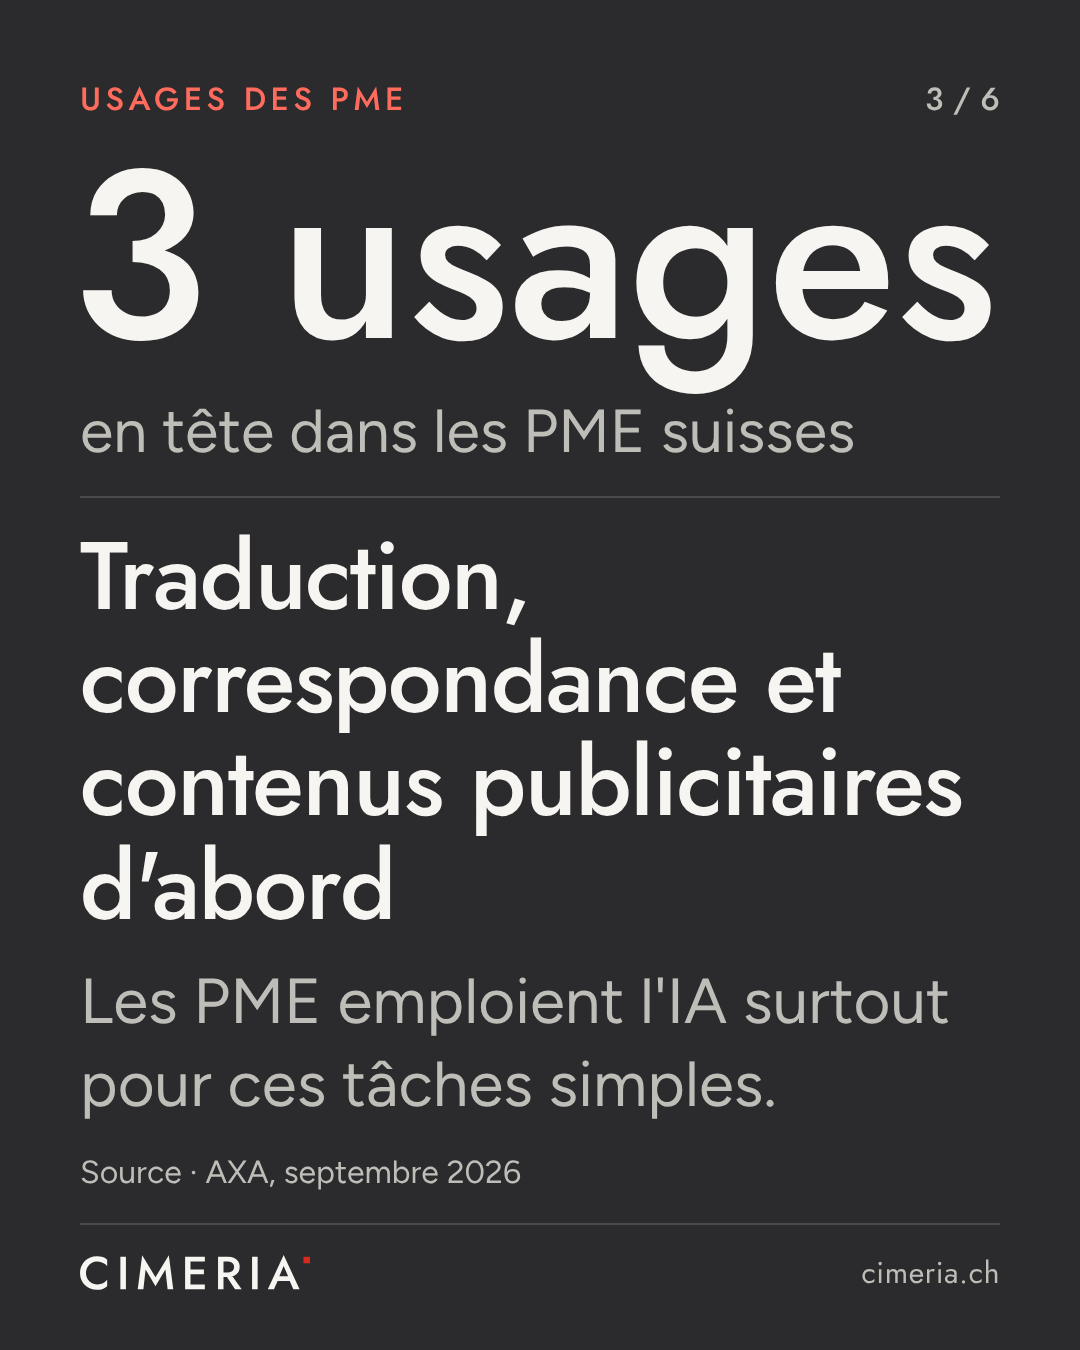 USAGES DES PME
3 / 6
3 usages
en tête dans les PME suisses
Traduction,
correspondance et
contenus publicitaires
d'abord
Les PME emploient l'IA surtout
pour ces tâches simples.
Source · AXA, septembre 2026
CIMERIA
cimeria.ch